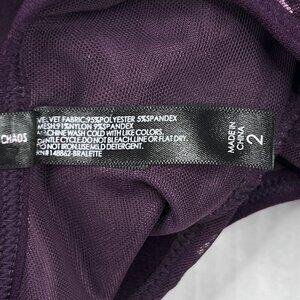 CHAOS
VELVET FABRIC:95%POLYESTER 5%SPANDEX
MESH:91%NYLON 9%SPANDEX
MACHINE WASH COLD WITH LIKE COLORS.
GENTLE CYCLE.DO NOT BLEACH.LINE OR FLAT DRY.
DO NOT IRON.USE MILD DETERGENT.
RN#148862-BRALETTE
MADE IN
CHINA
2